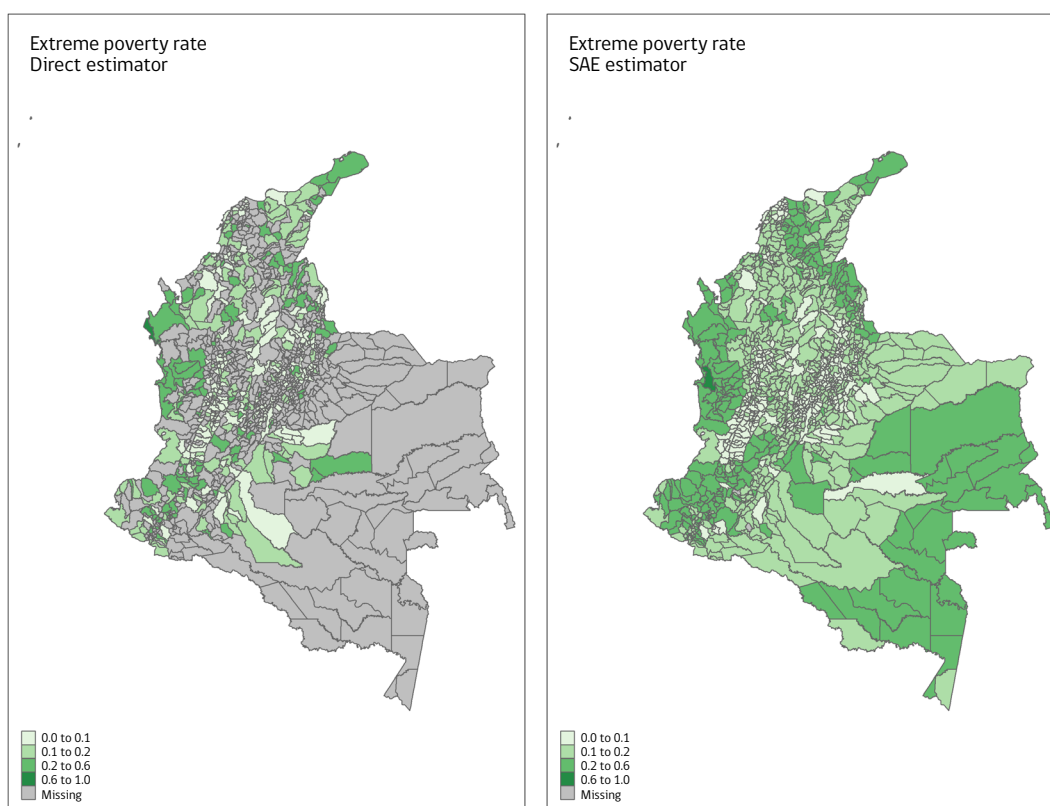 Extreme poverty rate
Direct estimator
0.0 to 0.1
0.1 to 0.2
0.2 to 0.6
0.6 to 1.0
Missing
Extreme poverty rate
SAE estimator
0.0 to 0.1
0.1 to 0.2
0.2 to 0.6
0.6 to 1.0
Missing